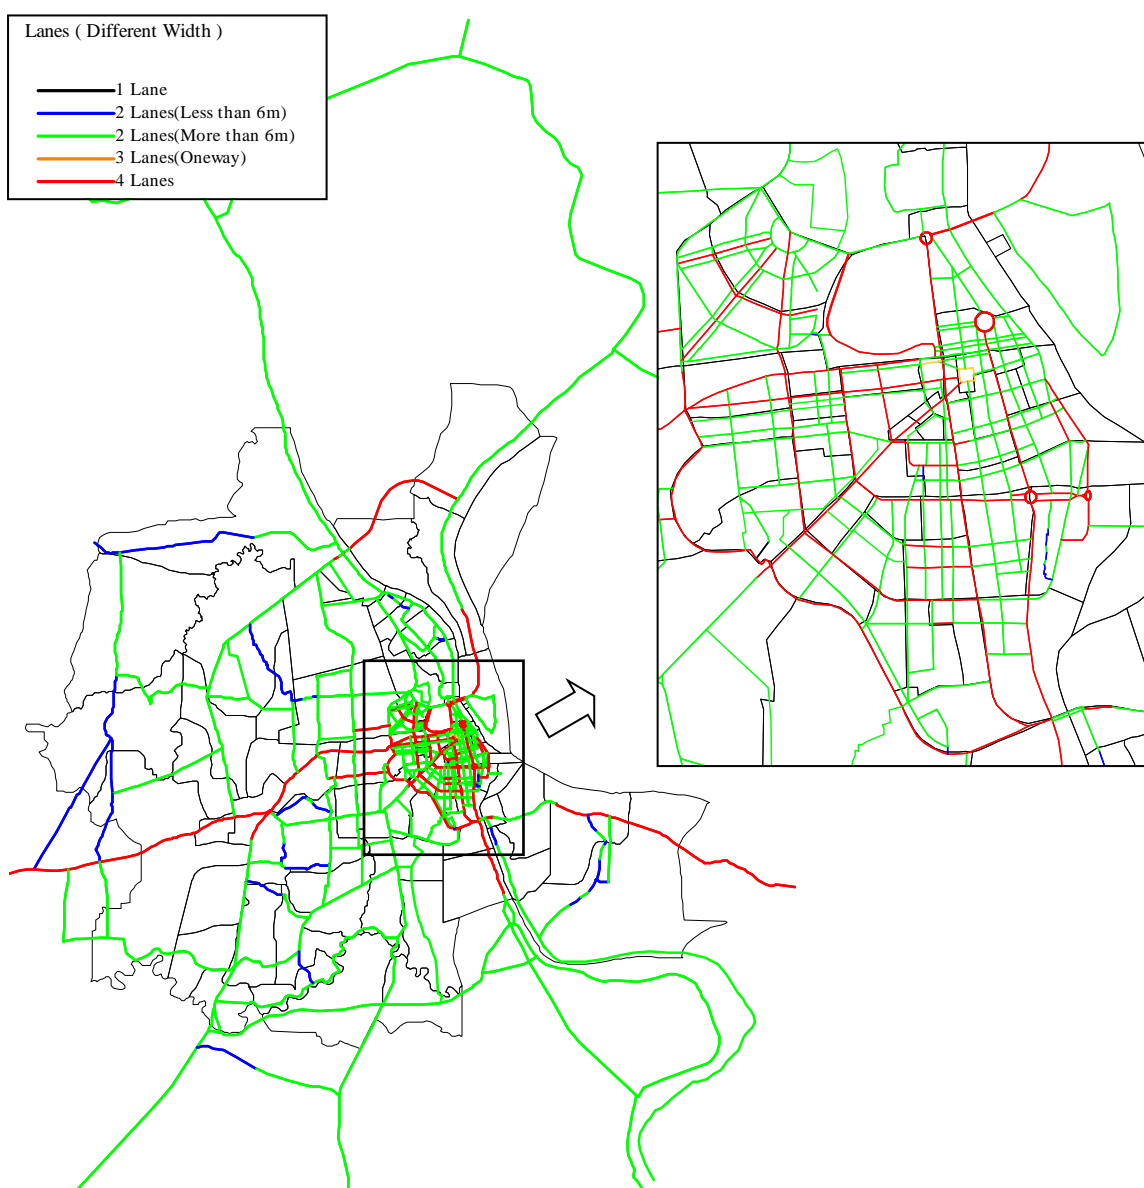 Lanes ( Different Width )
1 Lane
2 Lanes(Less than 6m)
2 Lanes(More than 6m)
3 Lanes(Oneway)
4 Lanes